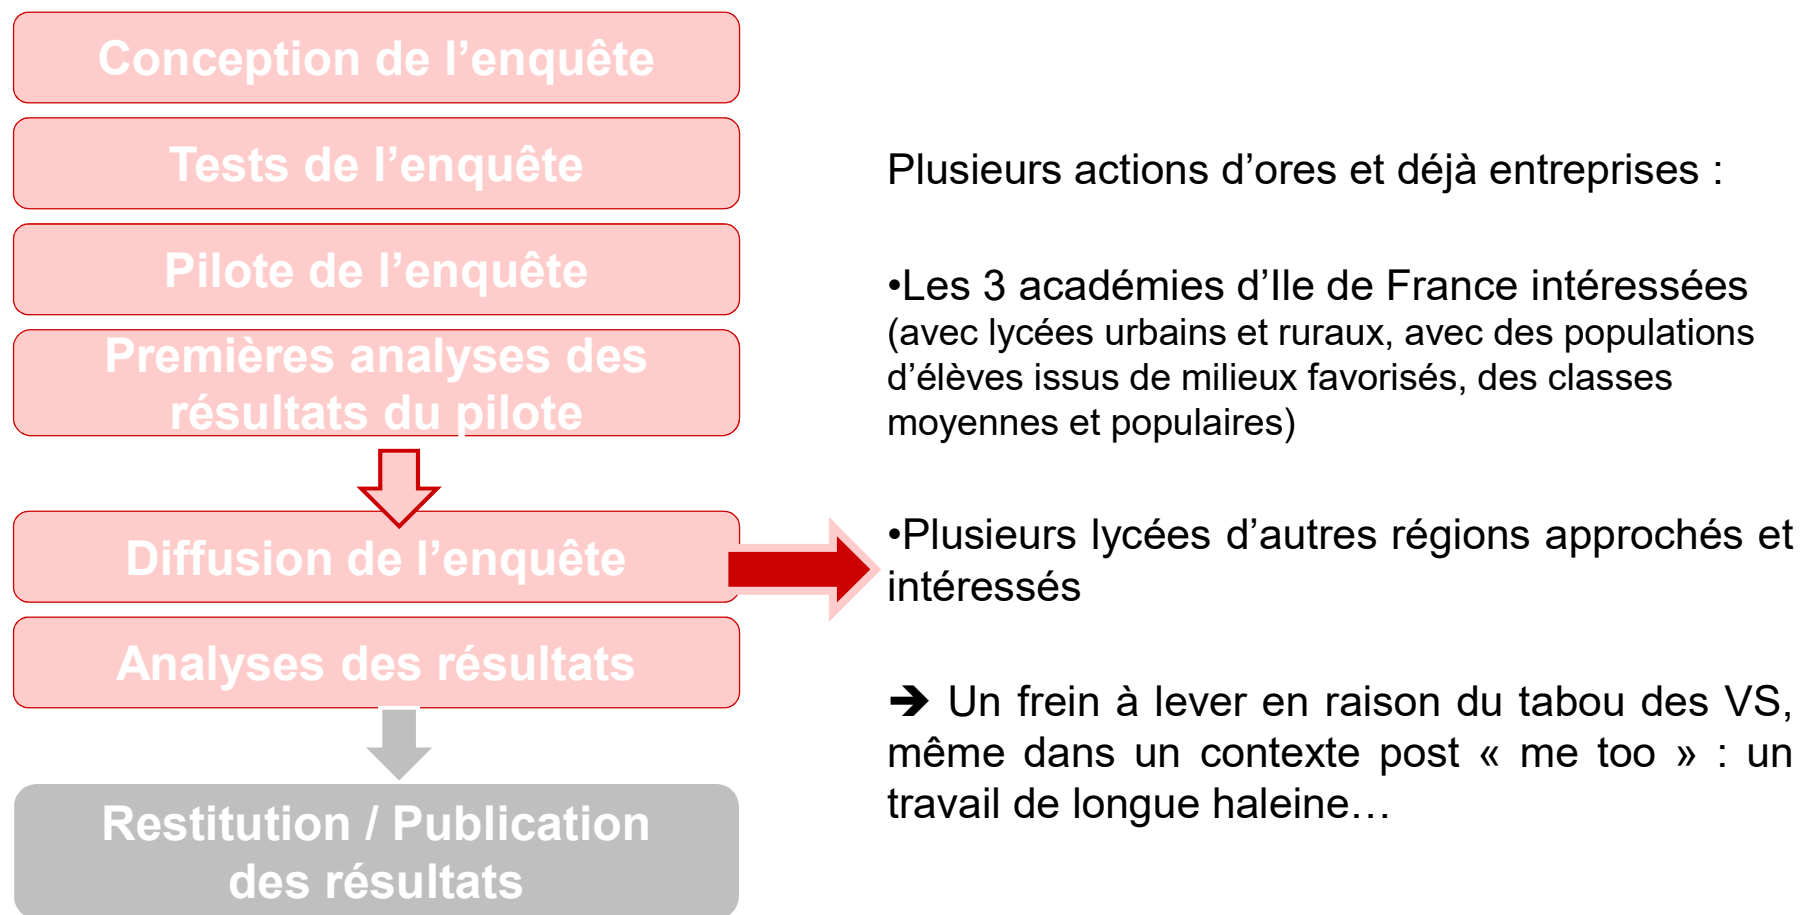 Conception de l’enquête
Tests de l’enquête
Pilote de l’enquête
Premières analyses des
résultats du pilote
Diffusion de l’enquête
Analyses des résultats
Restitution / Publication
des résultats
Plusieurs actions d’ores et déjà entreprises :
•Les 3 académies d’Ile de France intéressées
(avec lycées urbains et ruraux, avec des populations
d’élèves issus de milieux favorisés, des classes
moyennes et populaires)
•Plusieurs lycées d’autres régions approchés et
intéressés
➔ Un frein à lever en raison du tabou des VS,
même dans un contexte post « me too » : un
travail de longue haleine…